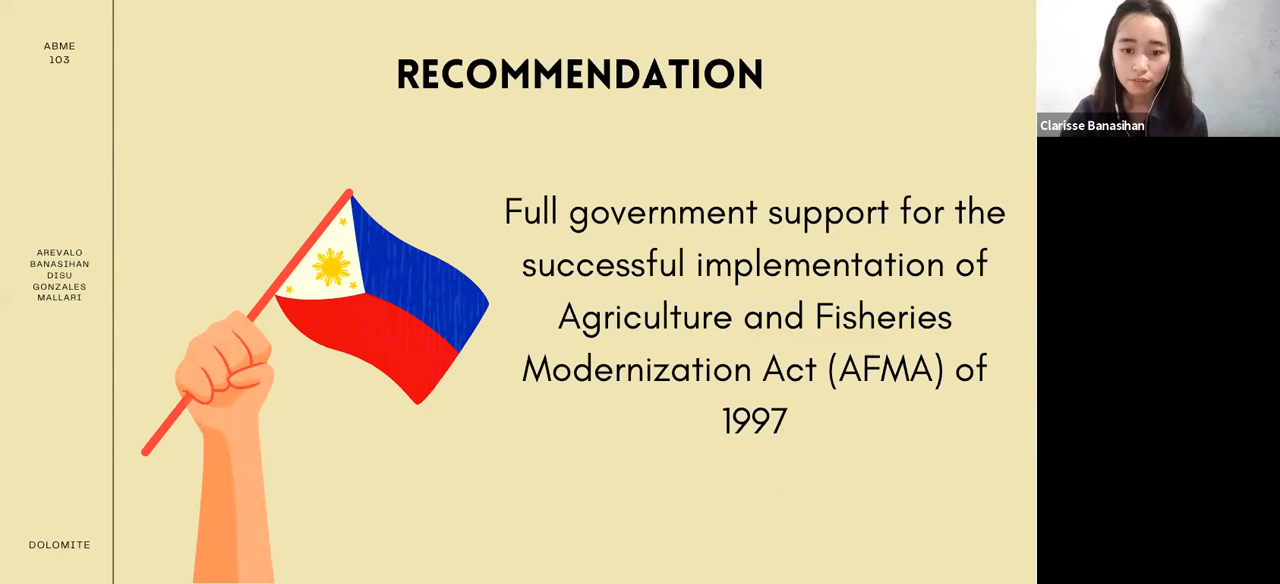 ABME
103
AREVALO
BANASIHAN
DISU
GONZALES
MALLARI
DOLOMITE
RECOMMENDATION
Full government support for the
successful implementation of
Agriculture and Fisheries
Modernization Act (AFMA) of
1997
Clarisse Banasihan